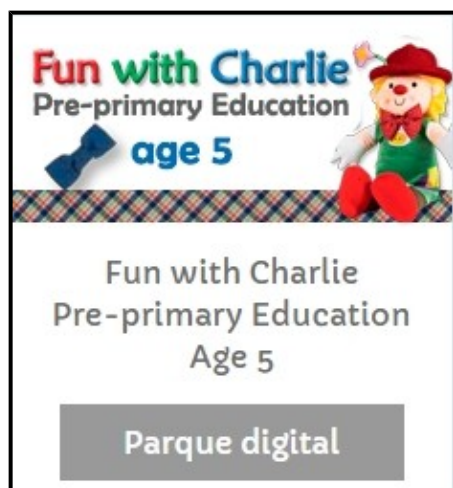 Fun with Charlie
Pre-primary Education
age 5
Fun with Charlie
Pre-primary Education
Age 5
Parque digital